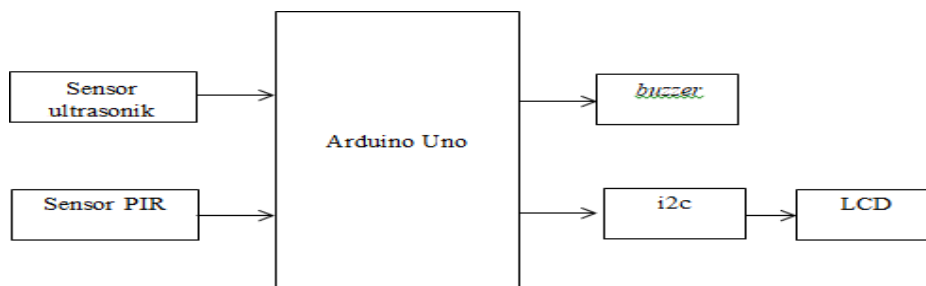 Sensor
ultrasonik
Sensor PIR
Arduino Uno
buzzer
i2c
LCD